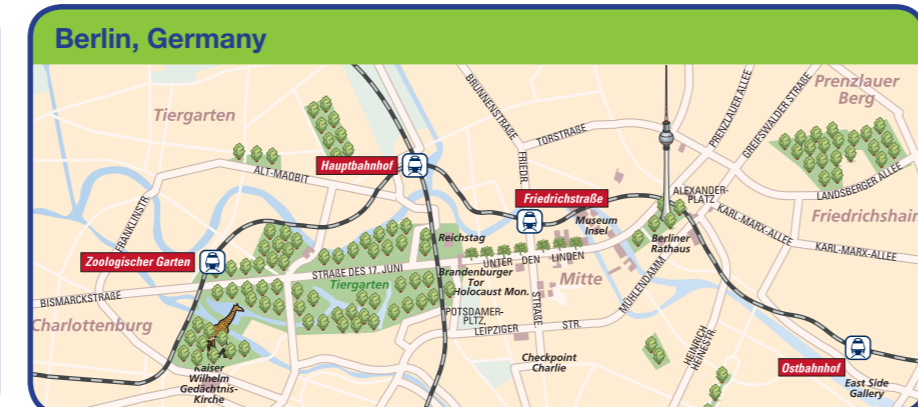 Berlin, Germany
BRUNNENSTRAßE
PRENZLAUER ALLEE
GREIFSWALDER STRAßE
Prenzlauer
Berg
Tiergarten
TORSTRAßE
FRIEDR.
Hauptbahnhof
ALT-MAOBIT
FRANKLINSTR.
Friedrichstraße
ALEXANDER-
PLATZ
LANDSBERGER ALLEE
Museum
Insel
KARL-MARX-ALLEE
Friedrichshain
KARL-MARX-ALLEE
Reichstag
Berliner
Rathaus
Zoologischer Garten
UNTER DEN LINDEN
STRAßE DES 17. JUNI
Tiergarten
Brandenburger
Tor
Holocaust Mon.
Mitte
MÜHLENDAMM
BISMARCKSTRAßE
Charlottenburg
POTSDAMER-
PLTZ.
STRAßE
LEIPZIGER STR.
HEINRICH
HEINESTR.
Checkpoint
Charlie
Kaiser
Wilhelm
Gedächtnis-
Kirche
Ostbahnhof
East Side
Gallery